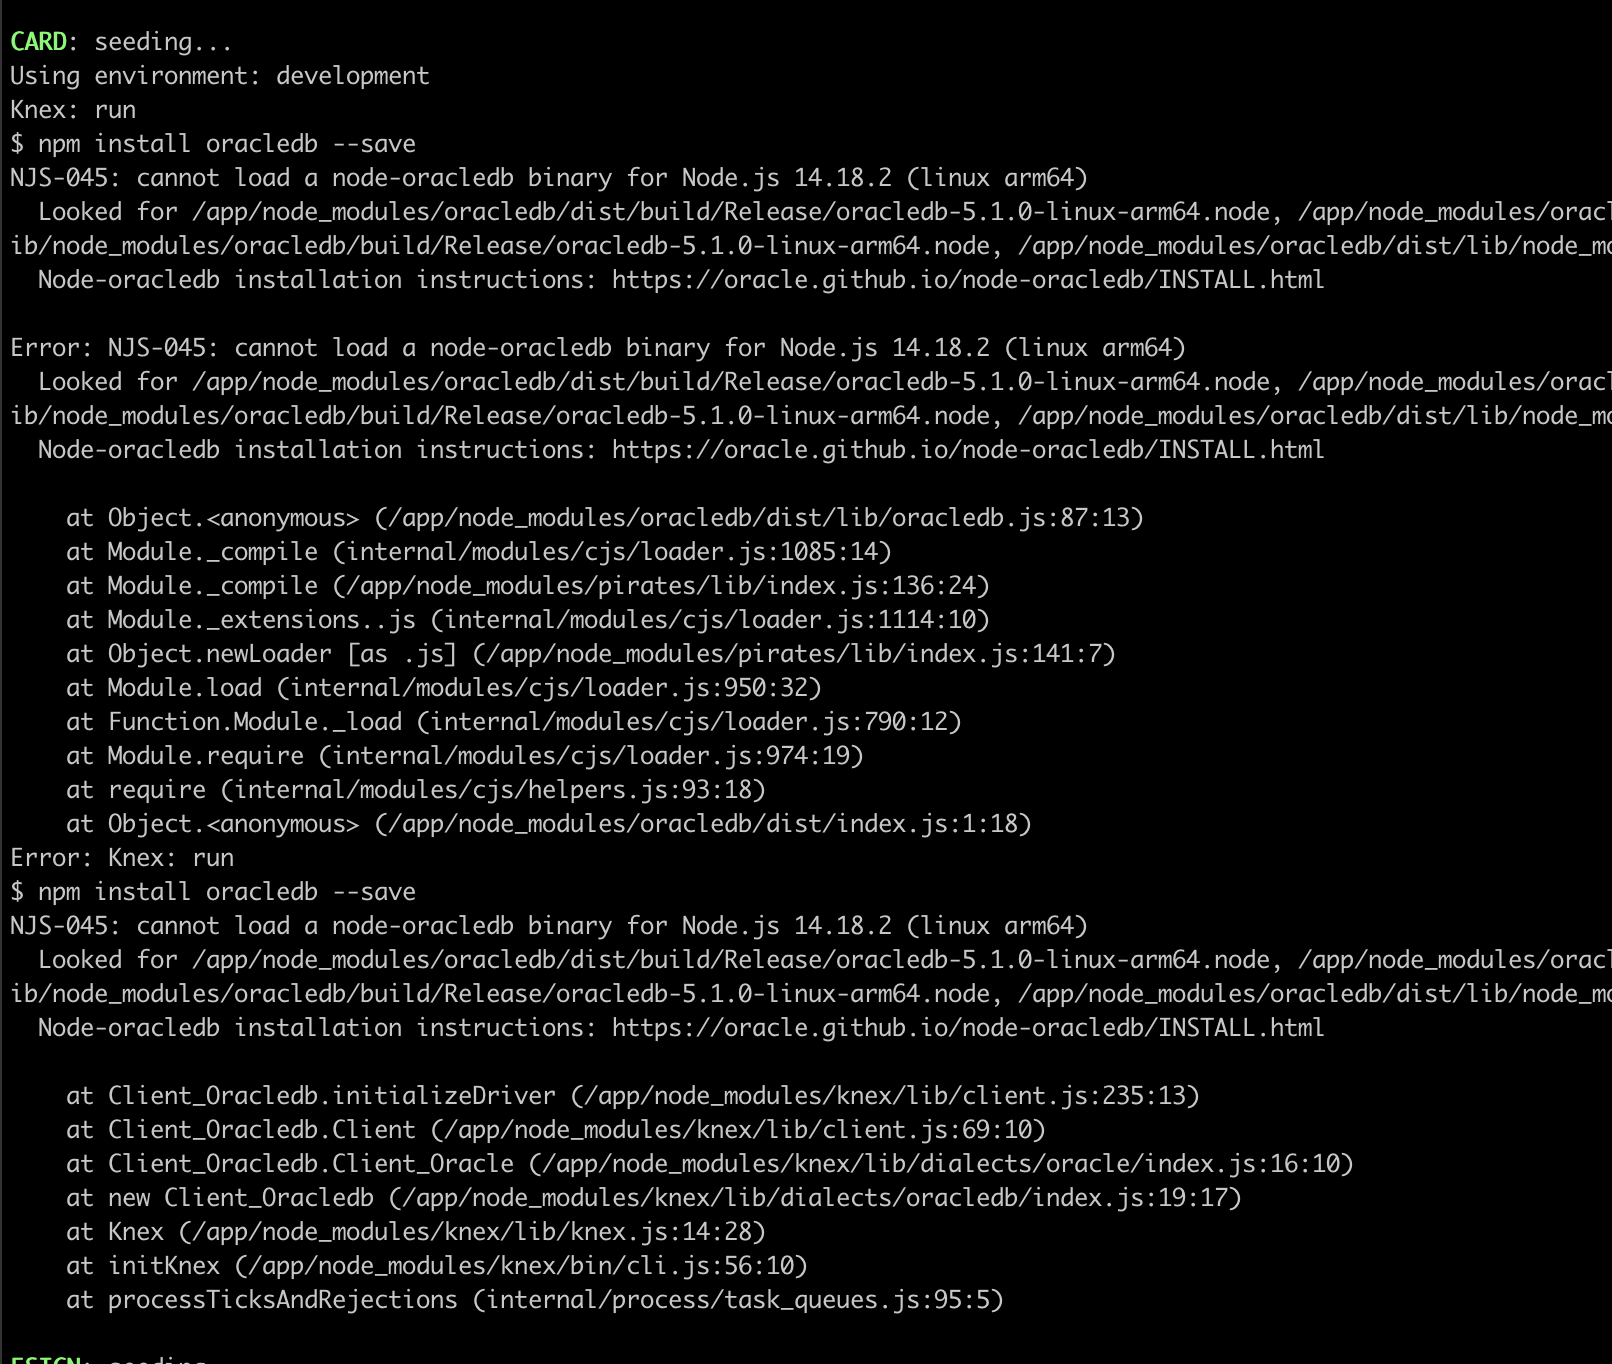 CARD: seeding...
Using environment: development
Knex: run
$ npm install oracledb --save
NJS-045: cannot load a node-oracledb binary for Node.js 14.18.2 (linux arm64)
  Looked for /app/node_modules/oracledb/dist/build/Release/oracledb-5.1.0-linux-arm64.node, /app/node_modules/oracl
ib/node_modules/oracledb/build/Release/oracledb-5.1.0-linux-arm64.node, /app/node_modules/oracledb/dist/lib/node_mo
  Node-oracledb installation instructions: https://oracle.github.io/node-oracledb/INSTALL.html

Error: NJS-045: cannot load a node-oracledb binary for Node.js 14.18.2 (linux arm64)
  Looked for /app/node_modules/oracledb/dist/build/Release/oracledb-5.1.0-linux-arm64.node, /app/node_modules/oracl
ib/node_modules/oracledb/build/Release/oracledb-5.1.0-linux-arm64.node, /app/node_modules/oracledb/dist/lib/node_mo
  Node-oracledb installation instructions: https://oracle.github.io/node-oracledb/INSTALL.html

    at Object.<anonymous> (/app/node_modules/oracledb/dist/lib/oracledb.js:87:13)
    at Module._compile (internal/modules/cjs/loader.js:1085:14)
    at Module._compile (/app/node_modules/pirates/lib/index.js:136:24)
    at Module._extensions..js (internal/modules/cjs/loader.js:1114:10)
    at Object.newLoader [as .js] (/app/node_modules/pirates/lib/index.js:141:7)
    at Module.load (internal/modules/cjs/loader.js:950:32)
    at Function.Module._load (internal/modules/cjs/loader.js:790:12)
    at Module.require (internal/modules/cjs/loader.js:974:19)
    at require (internal/modules/cjs/helpers.js:93:18)
    at Object.<anonymous> (/app/node_modules/oracledb/dist/index.js:1:18)
Error: Knex: run
$ npm install oracledb --save
NJS-045: cannot load a node-oracledb binary for Node.js 14.18.2 (linux arm64)
  Looked for /app/node_modules/oracledb/dist/build/Release/oracledb-5.1.0-linux-arm64.node, /app/node_modules/oracl
ib/node_modules/oracledb/build/Release/oracledb-5.1.0-linux-arm64.node, /app/node_modules/oracledb/dist/lib/node_mo
  Node-oracledb installation instructions: https://oracle.github.io/node-oracledb/INSTALL.html

    at Client_Oracledb.initializeDriver (/app/node_modules/knex/lib/client.js:235:13)
    at Client_Oracledb.Client (/app/node_modules/knex/lib/client.js:69:10)
    at Client_Oracledb.Client_Oracle (/app/node_modules/knex/lib/dialects/oracle/index.js:16:10)
    at new Client_Oracledb (/app/node_modules/knex/lib/dialects/oracledb/index.js:19:17)
    at Knex (/app/node_modules/knex/lib/knex.js:14:28)
    at initKnex (/app/node_modules/knex/bin/cli.js:56:10)
    at processTicksAndRejections (internal/process/task_queues.js:95:5)